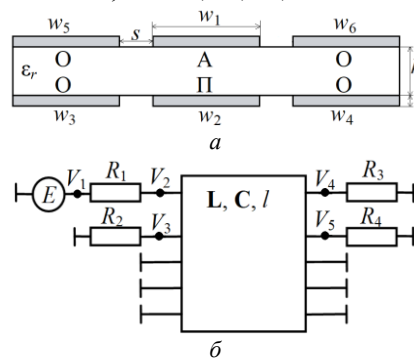 w5 w1 w6
s
О А О
εr
О П О
w3 w2 w4
а
E V1 R1 V2 L, C, l V4 R3
R2 V3 V5 R4
б